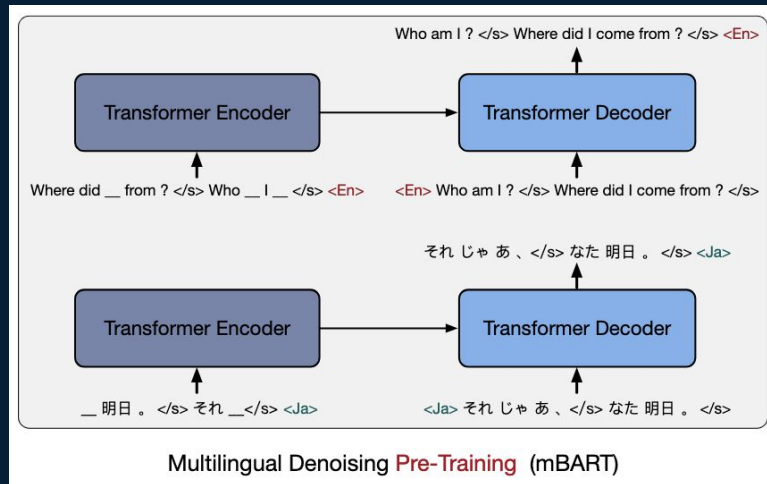 Who am I ? </s> Where did I come from ? </s> <En>
Transformer Encoder
Transformer Decoder
Where did __ from ? </s> Who __ I __ </s> <En>
<En> Who am I ? </s> Where did I come from ? </s>
それ じゃ あ 、</s> なた 明日 。 </s> <Ja>
Transformer Encoder
Transformer Decoder
__ 明日 。 </s> それ __</s> <Ja>
<Ja> それ じゃ あ 、</s> なた 明日 。 </s>
Multilingual Denoising Pre-Training (mBART)